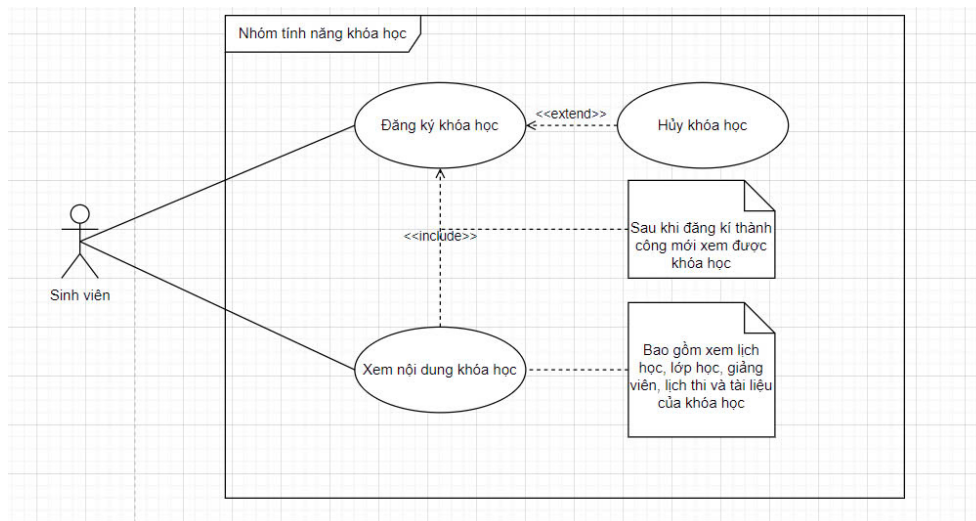 Nhóm tính năng khóa học
Đăng ký khóa học
<<extend>>
Hủy khóa học
<<include>>
Sau khi đăng kí thành
công mới xem được
khóa học
Sinh viên
Xem nội dung khóa học
Bao gồm xem lịch
học, lớp học, giảng
viên, lịch thi và tài liệu
của khóa học